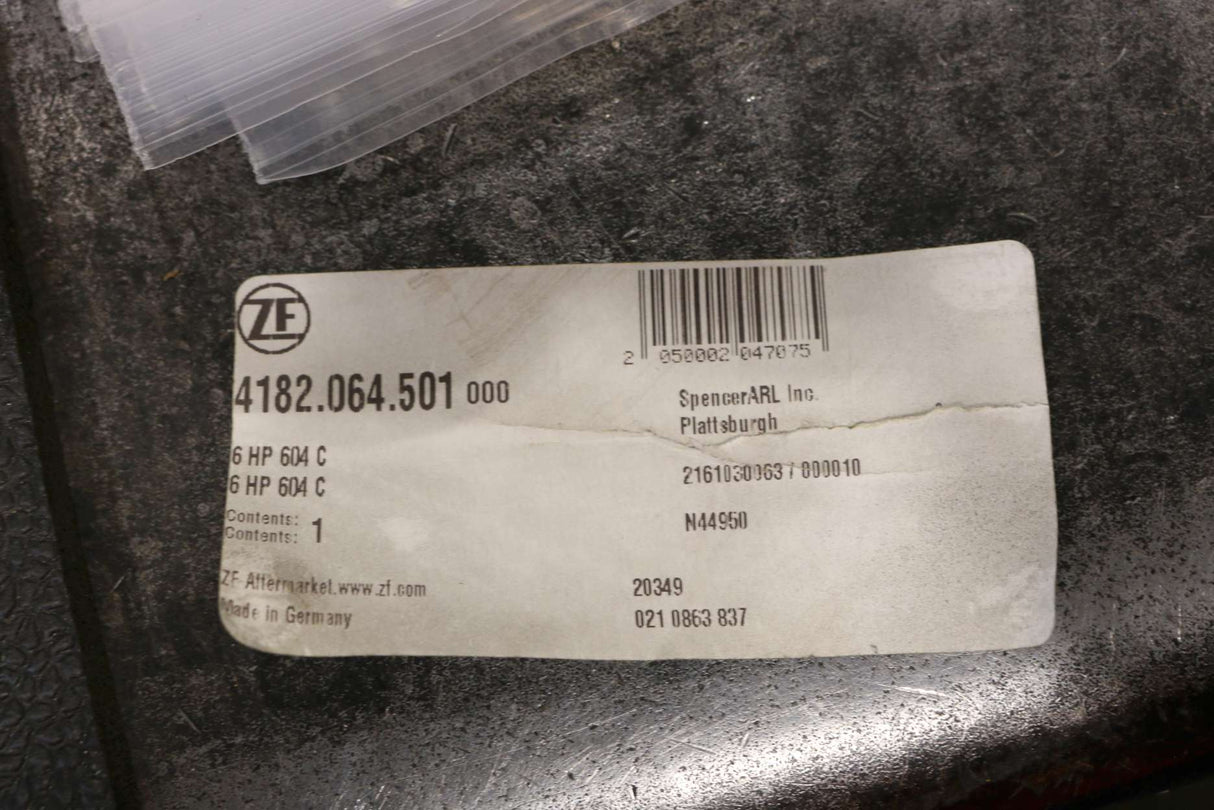 ZF
2 050002 047075
4182.064.501 000
SpencerARL Inc.
Plattsburgh
6 HP 604 C
6 HP 604 C
2161030063 / 000010
Contents: 1
Contents:
N44950
ZF Aftermarket.www.zf.com
Made in Germany
20349
021 0863 837